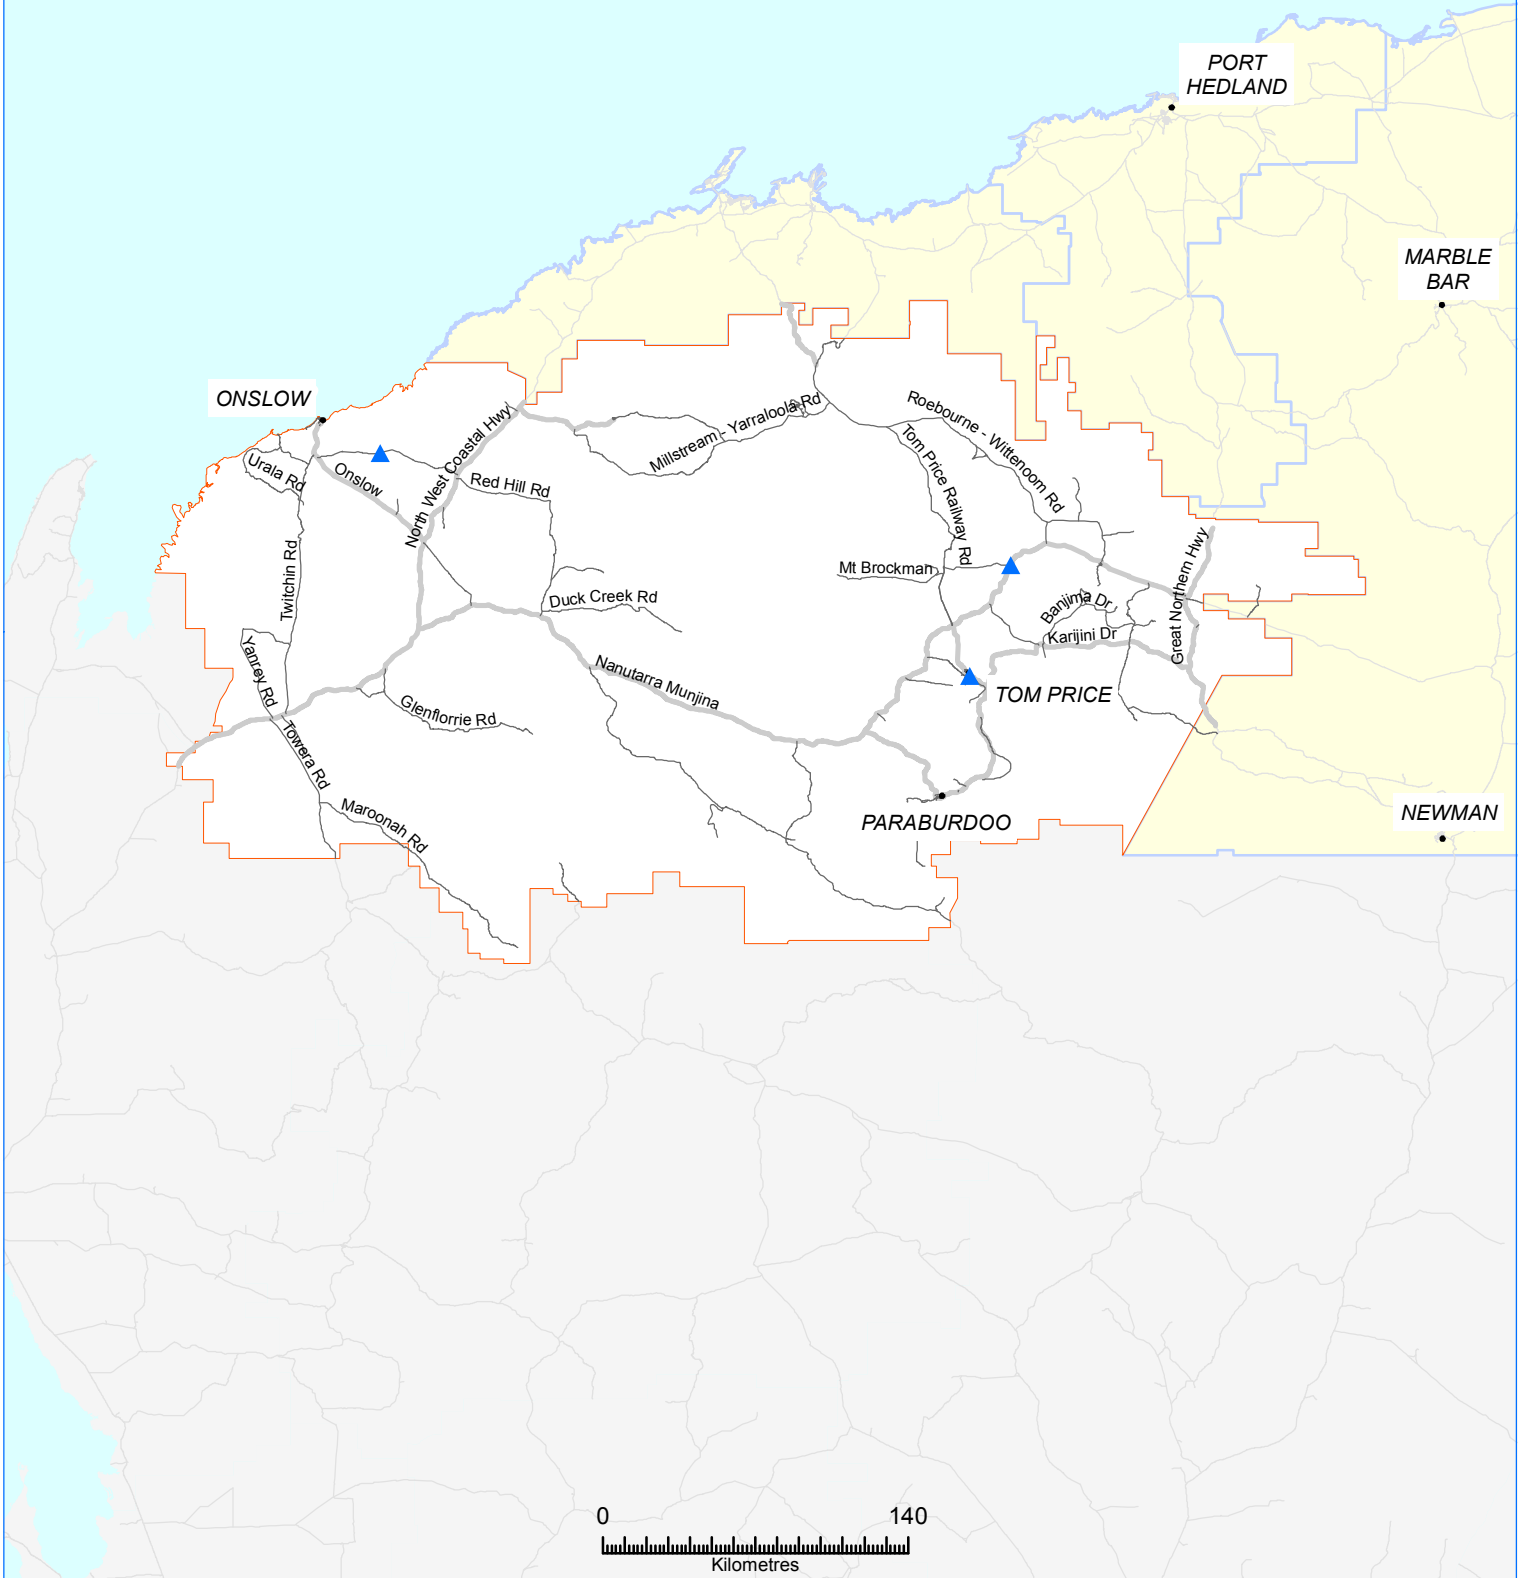 PORT
HEDLAND
MARBLE
BAR
ONSLOW
Roebourne - Wittenoom Rd
Millstream - Yarraloola Rd
North West Coastal Hwy
Tom Price Railway Rd
Urala Rd
Onslow
Red Hill Rd
Twitchin Rd
Great Northern Hwy
Mt Brockman
Duck Creek Rd
Banjima Dr
Karijini Dr
Yanrey Rd
Nanutarra Munjina
TOM PRICE
Glenflorrie Rd
Towera Rd
Maroonah Rd
PARABURDOO
NEWMAN
0 140
Kilometres